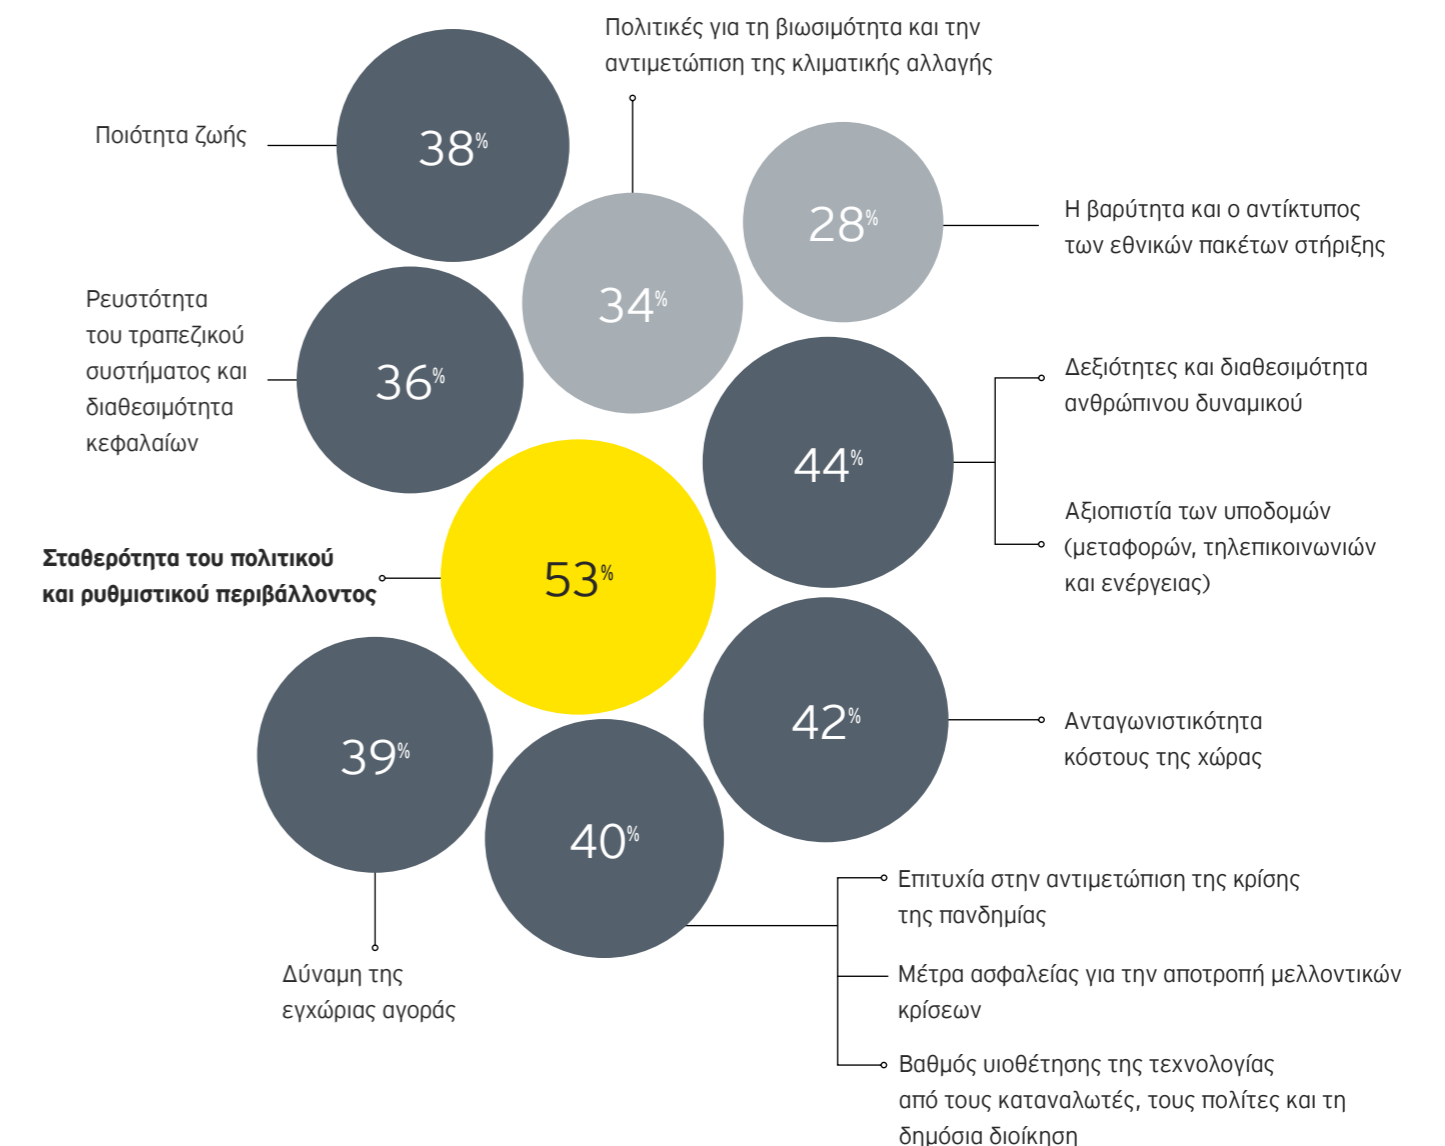 Πολιτικές για τη βιωσιμότητα και την
αντιμετώπιση της κλιματικής αλλαγής
Ποιότητα ζωής
38%
28%
Η βαρύτητα και ο αντίκτυπος
των εθνικών πακέτων στήριξης
34%
Ρευστότητα
του τραπεζικού
συστήματος και
διαθεσιμότητα
κεφαλαίων
36%
Δεξιότητες και διαθεσιμότητα
ανθρώπινου δυναμικού
44%
Αξιοπιστία των υποδομών
(μεταφορών, τηλεπικοινωνιών
και ενέργειας)
Σταθερότητα του πολιτικού
και ρυθμιστικού περιβάλλοντος
53%
42%
Ανταγωνιστικότητα
κόστους της χώρας
39%
40%
Επιτυχία στην αντιμετώπιση της κρίσης
της πανδημίας
Δύναμη της
εγχώριας αγοράς
Μέτρα ασφαλείας για την αποτροπή μελλοντικών
κρίσεων
Βαθμός υιοθέτησης της τεχνολογίας
από τους καταναλωτές, τους πολίτες και τη
δημόσια διοίκηση